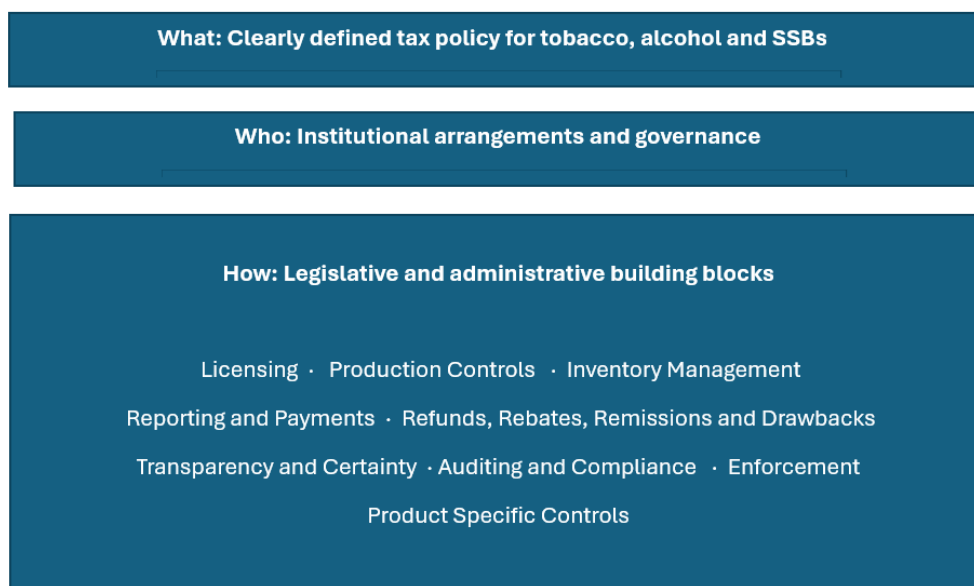 What: Clearly defined tax policy for tobacco, alcohol and SSBs
Who: Institutional arrangements and governance
How: Legislative and administrative building blocks
Licensing · Production Controls · Inventory Management
Reporting and Payments · Refunds, Rebates, Remissions and Drawbacks
Transparency and Certainty · Auditing and Compliance · Enforcement
Product Specific Controls